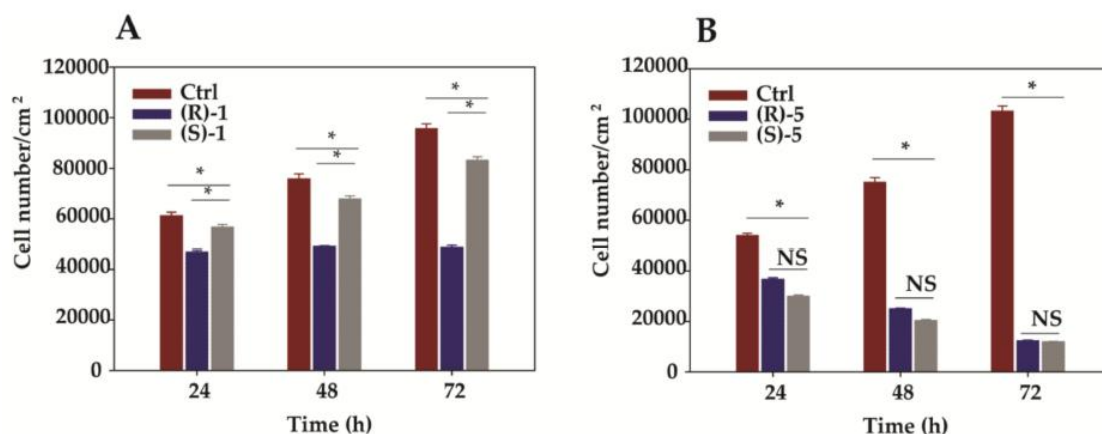 A
120000
100000
80000
60000
40000
20000
0
Cell number/cm 2
Ctrl
(R)-1
(S)-1
*
*
*
*
*
*
24
48
72
Time (h)
B
120000
100000
80000
60000
40000
20000
0
Cell number/cm 2
Ctrl
(R)-5
(S)-5
*
*
*
NS
NS
NS
24
48
72
Time (h)